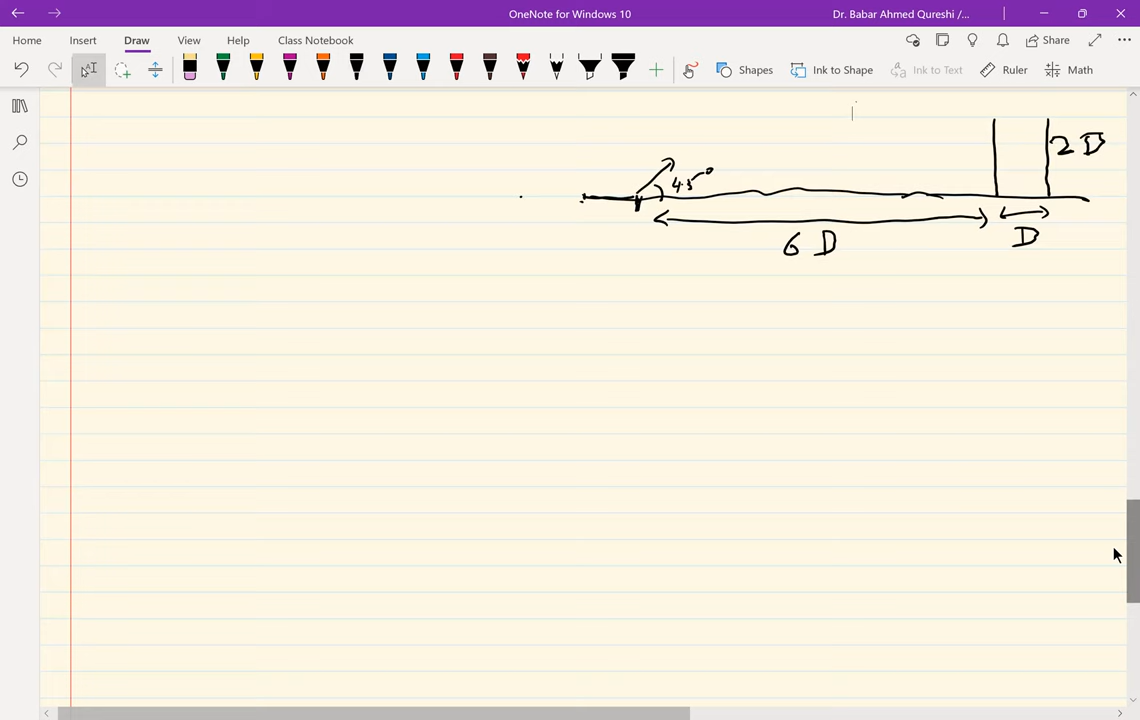 OneNote for Windows 10
Dr. Babar Ahmed Qureshi /...
Home Insert Draw View Help Class Notebook
Share
Shapes Ink to Shape Ink to Text Ruler Math
2D
45°
6 D
D